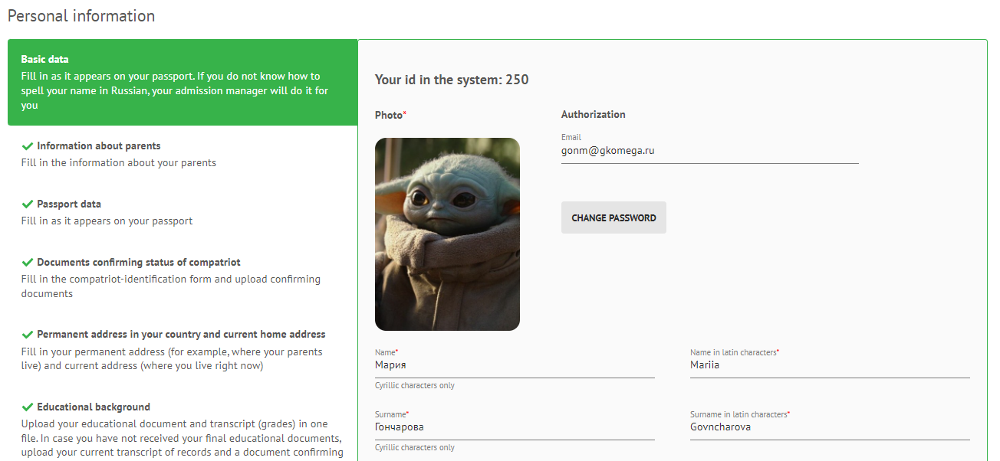 Personal information
Basic data
Fill in as it appears on your passport. If you do not know how to
spell your name in Russian, your admission manager will do it for
you
Information about parents
Fill in the information about your parents
Passport data
Fill in as it appears on your passport
Documents confirming status of compatriot
Fill in the compatriot-identification form and upload confirming
documents
Permanent address in your country and current home address
Fill in your permanent address (for example, where your parents
live) and current address (where you live right now)
Educational background
Upload your educational document and transcript (grades) in one
file. In case you have not received your final educational documents,
upload your current transcript of records and a document confirming
Your id in the system: 250
Photo*
Authorization
Email
gonm@gkomega.ru
CHANGE PASSWORD
Name*
Мария
Cyrillic characters only
Name in latin characters*
Mariia
Surname*
Гончарова
Cyrillic characters only
Surname in latin characters*
Govncharova